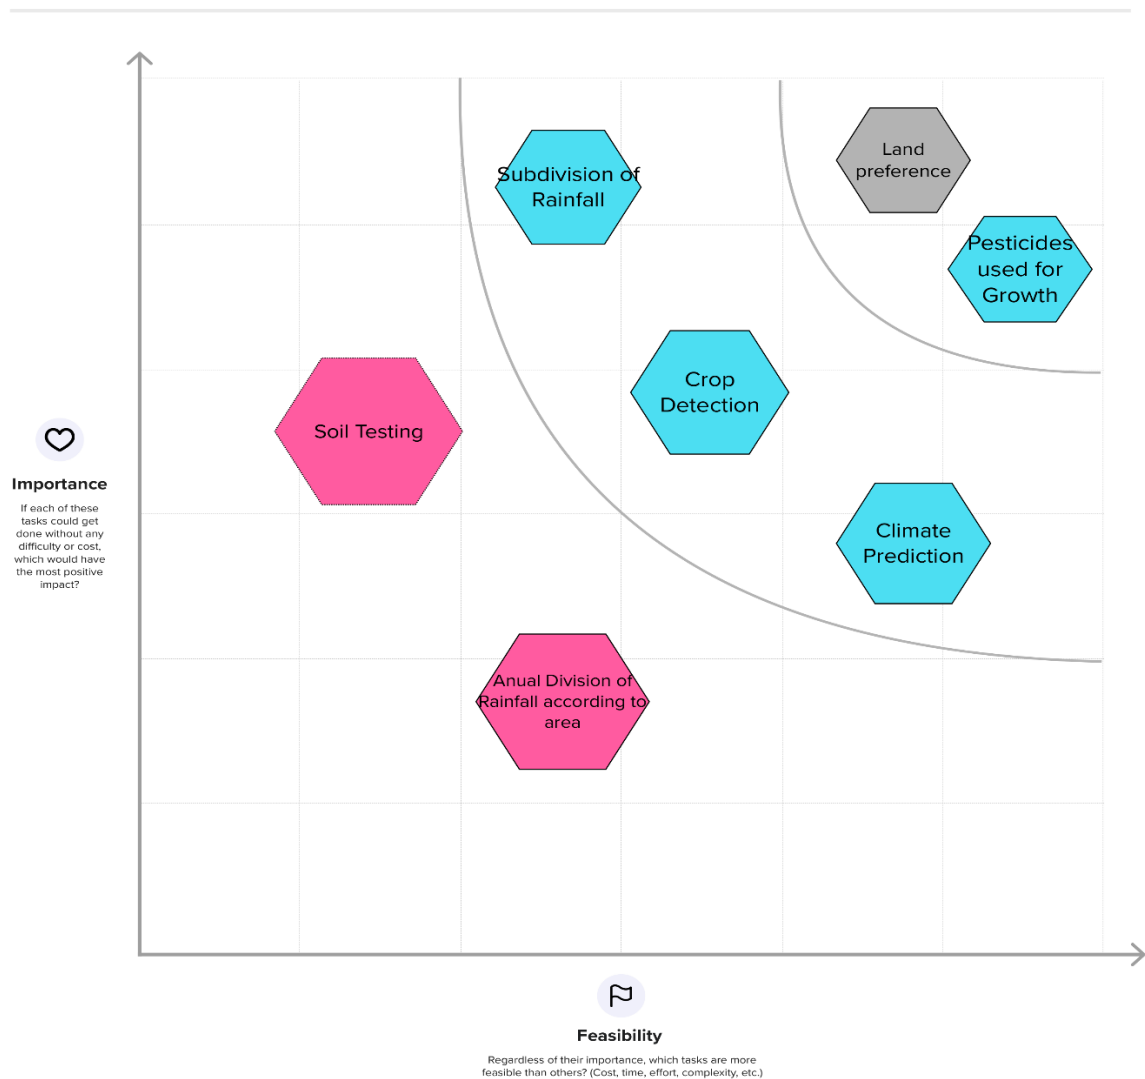 Land
preference
Subdivision of
Rainfall
Pesticides
used for
Growth
Crop
Detection
Soil Testing
Importance
If each of these
tasks could get
done without any
difficulty or cost,
which would have
the most positive
impact?
Climate
Prediction
Anual Division of
Rainfall according to
area
Feasibility
Regardless of their importance, which tasks are more
feasible than others? (Cost, time, effort, complexity, etc.)